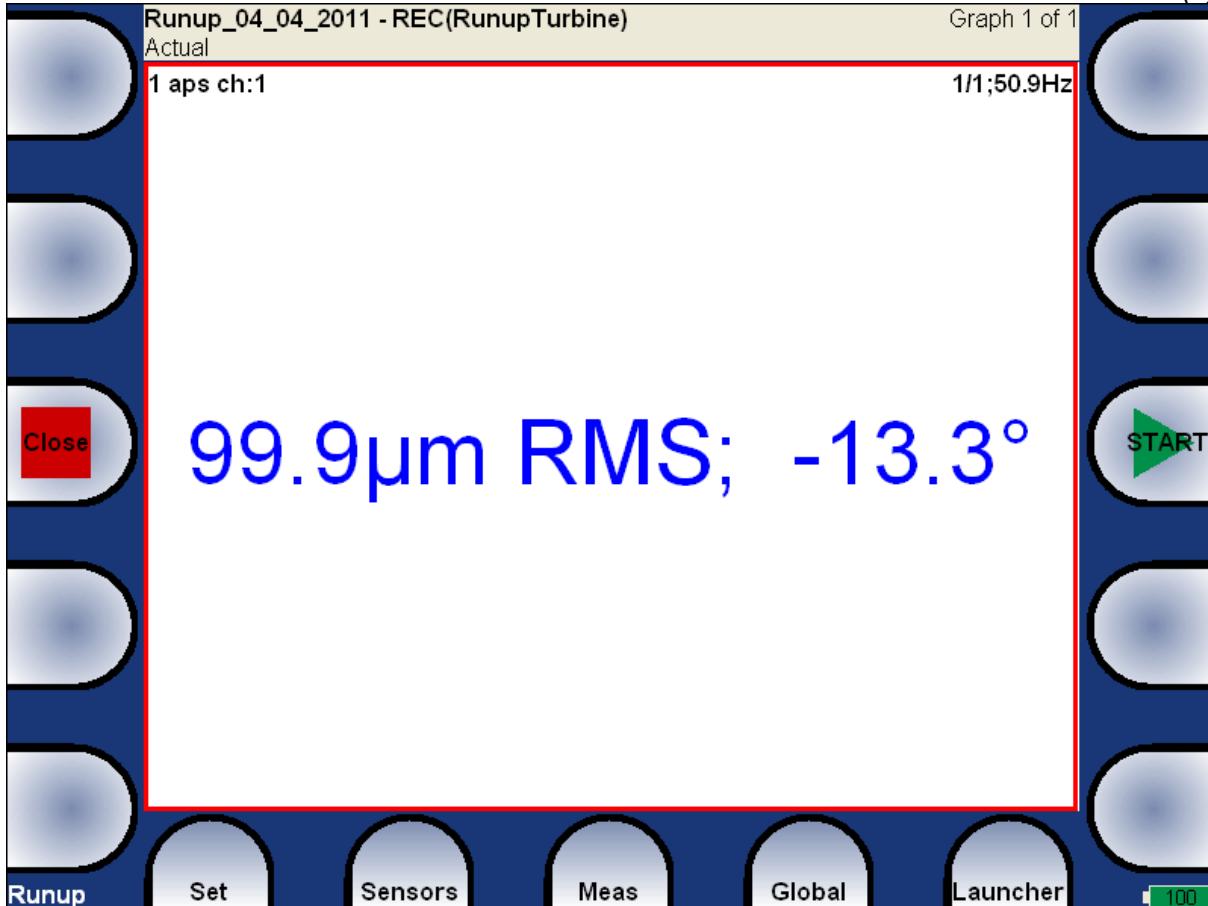 Runup_04_04_2011 - REC(RunupTurbine) Graph 1 of 1
Actual
1 aps ch:1 1/1;50.9Hz
Close
99.9µm RMS; -13.3°
START
Set Sensors Meas Global Launcher
Runup 100